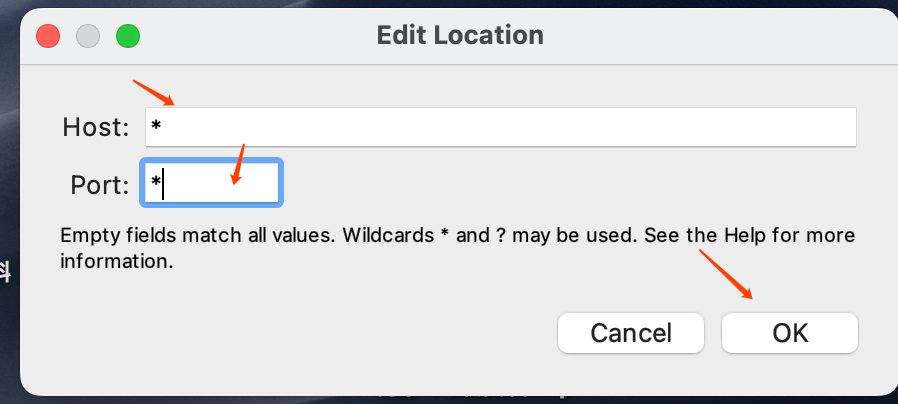 Edit Location
Host: *
Port: *
Empty fields match all values. Wildcards * and ? may be used. See the Help for more
information.
Cancel OK